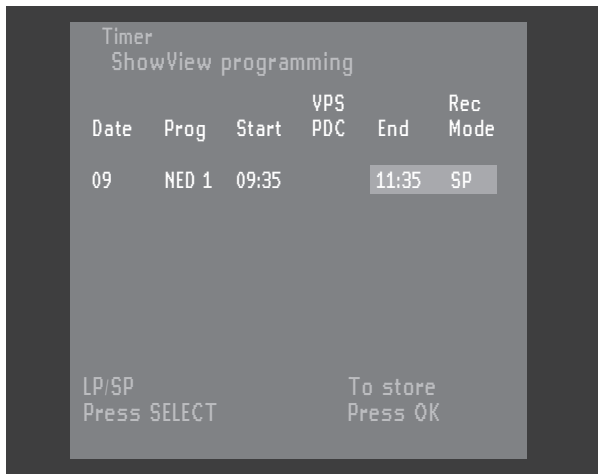 Timer
ShowView programming
VPS Rec
Date Prog Start PDC End Mode
09 NED 1 09:35 11:35 SP
LP/SP To store
Press SELECT Press OK